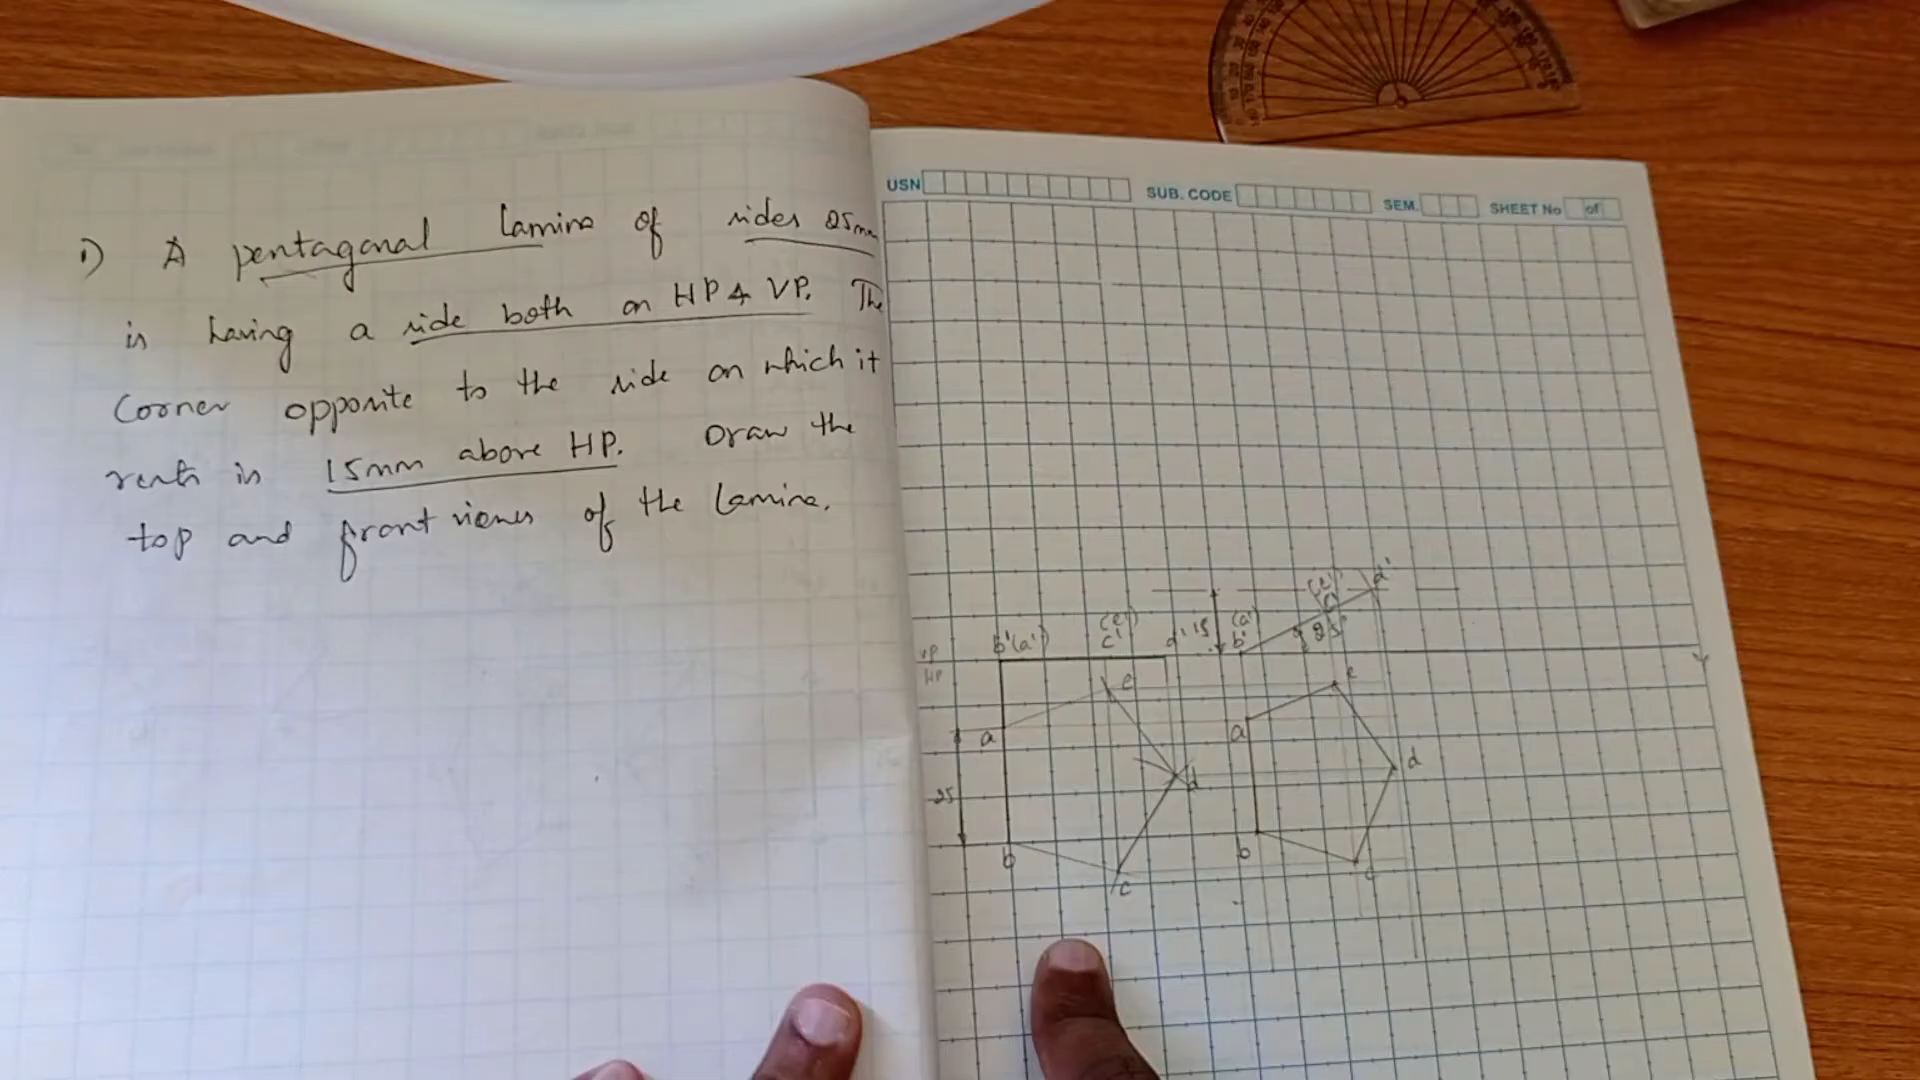 1) A pentagonal lamina of sides 25mm
is having a side both on HP & VP. The
Corner opposite to the side on which it
rests is 15mm above HP. Draw the
top and front views of the lamina.
USN
SUB. CODE
SEM.
SHEET No of
b'(a')
(e')
c'
d'
15
(a')
b'
(e')
c'
d'
25°
VP
HP
a
e
d
25
b
c
a
e
d
b
c